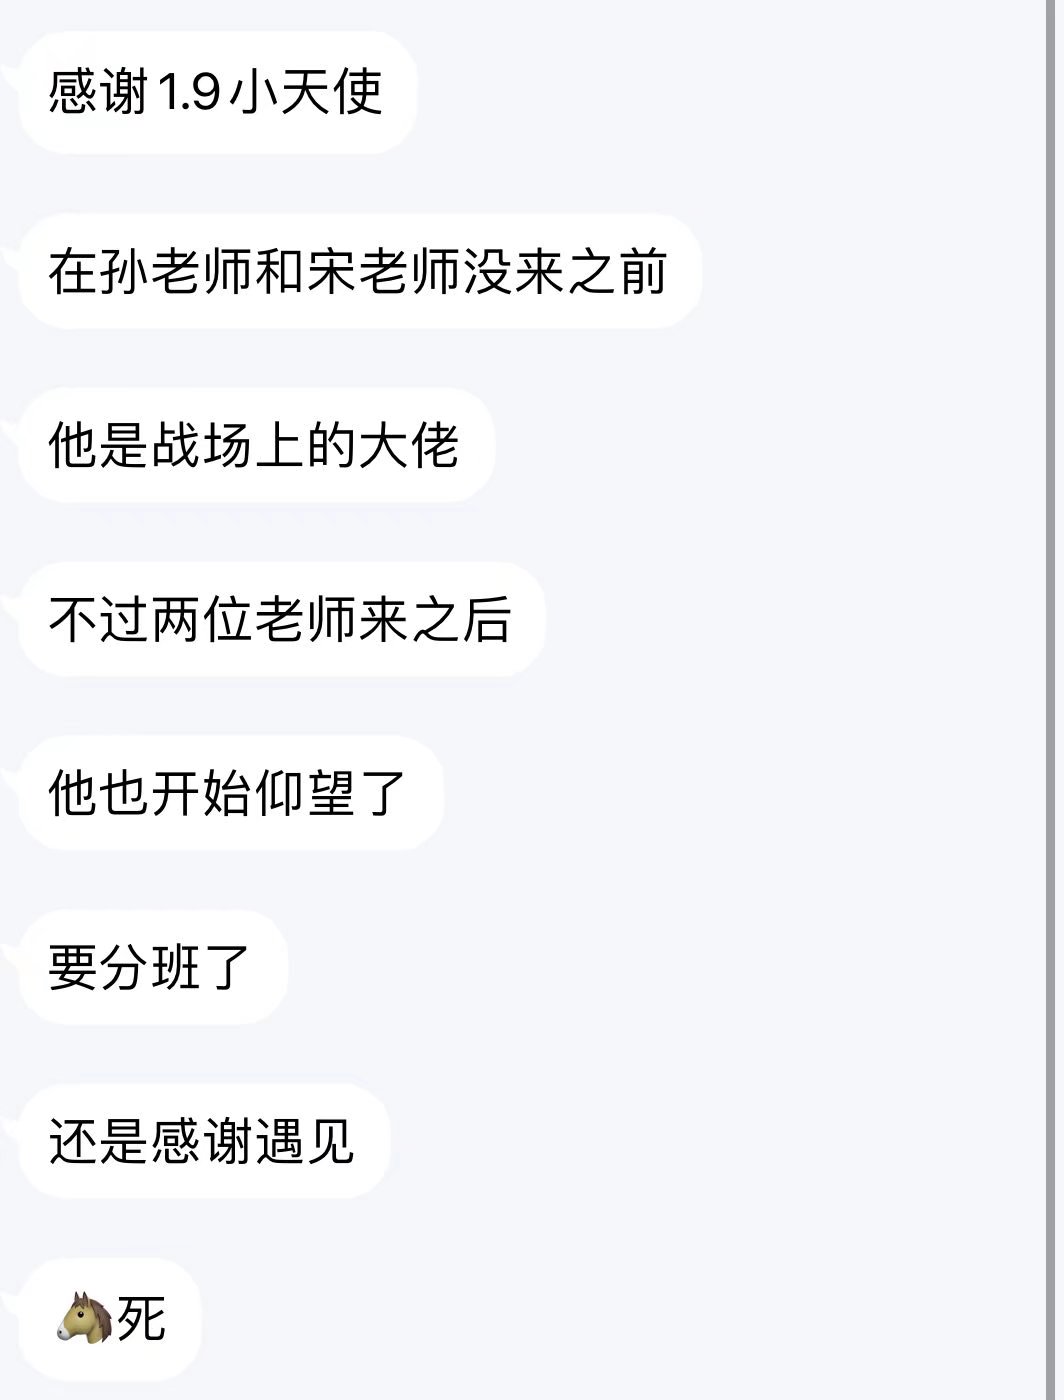 感谢1.9小天使
在孙老师和宋老师没来之前
他是战场上的大佬
不过两位老师来之后
他也开始仰望了
要分班了
还是感谢遇见
🐴死